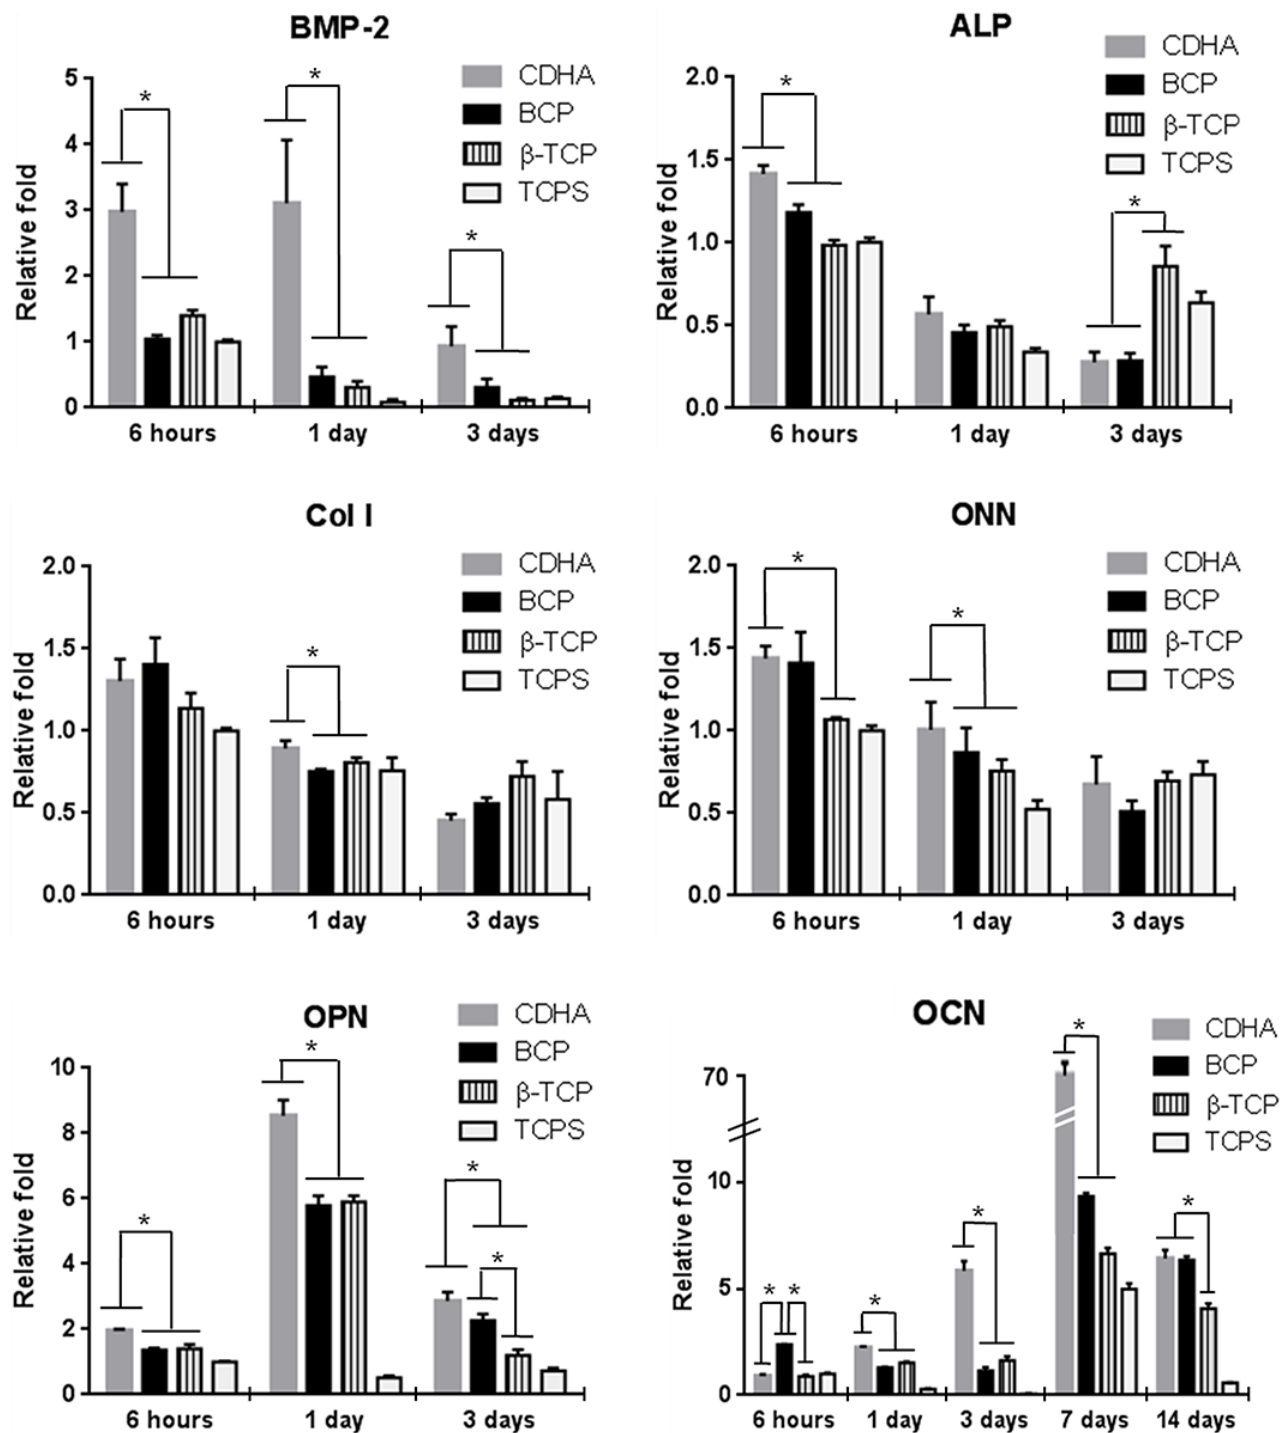 BMP-2
CDHA
BCP
β-TCP
TCPS
Relative fold
5
4
3
2
1
0
*
*
*
6 hours
1 day
3 days
ALP
CDHA
BCP
β-TCP
TCPS
Relative fold
2.0
1.5
1.0
0.5
0.0
*
*
6 hours
1 day
3 days
Col I
CDHA
BCP
β-TCP
TCPS
Relative fold
2.0
1.5
1.0
0.5
0.0
*
6 hours
1 day
3 days
ONN
CDHA
BCP
β-TCP
TCPS
Relative fold
2.0
1.5
1.0
0.5
0.0
*
*
6 hours
1 day
3 days
OPN
CDHA
BCP
β-TCP
TCPS
Relative fold
10
8
6
4
2
0
*
*
*
*
6 hours
1 day
3 days
OCN
CDHA
BCP
β-TCP
TCPS
Relative fold
70
10
5
0
*
*
*
*
*
*
6 hours
1 day
3 days
7 days
14 days